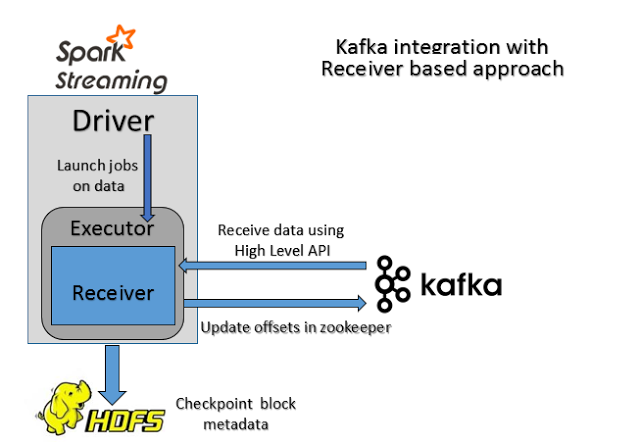 Spark
Streaming
Kafka integration with
Receiver based approach
Driver
Launch jobs
on data
Executor
Receiver
Receive data using
High Level API
kafka
Update offsets in zookeeper
HDFS
Checkpoint block
metadata